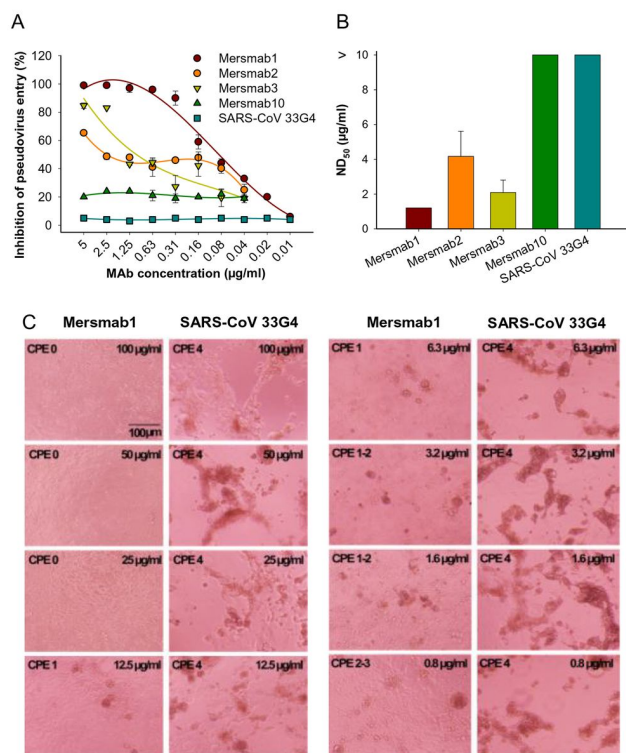 A
Inhibition of pseudovirus entry (%)
120
100
80
60
40
20
0
Mersmab1
Mersmab2
Mersmab3
Mersmab10
SARS-CoV 33G4
5
2.5
1.25
0.63
0.31
0.16
0.08
0.04
0.02
0.01
MAb concentration (µg/ml)
B
ND50 (µg/ml)
>
10
8
6
4
2
0
Mersmab1
Mersmab2
Mersmab3
Mersmab10
SARS-CoV 33G4
C
Mersmab1 SARS-CoV 33G4 Mersmab1 SARS-CoV 33G4
CPE 0 100 µg/ml CPE 4 100 µg/ml CPE 1 6.3 µg/ml CPE 4 6.3 µg/ml
100µm
CPE 0 50 µg/ml CPE 4 50 µg/ml CPE 1-2 3.2 µg/ml CPE 4 3.2 µg/ml
CPE 0 25 µg/ml CPE 4 25 µg/ml CPE 1-2 1.6 µg/ml CPE 4 1.6 µg/ml
CPE 1 12.5 µg/ml CPE 4 12.5 µg/ml CPE 2-3 0.8 µg/ml CPE 4 0.8 µg/ml